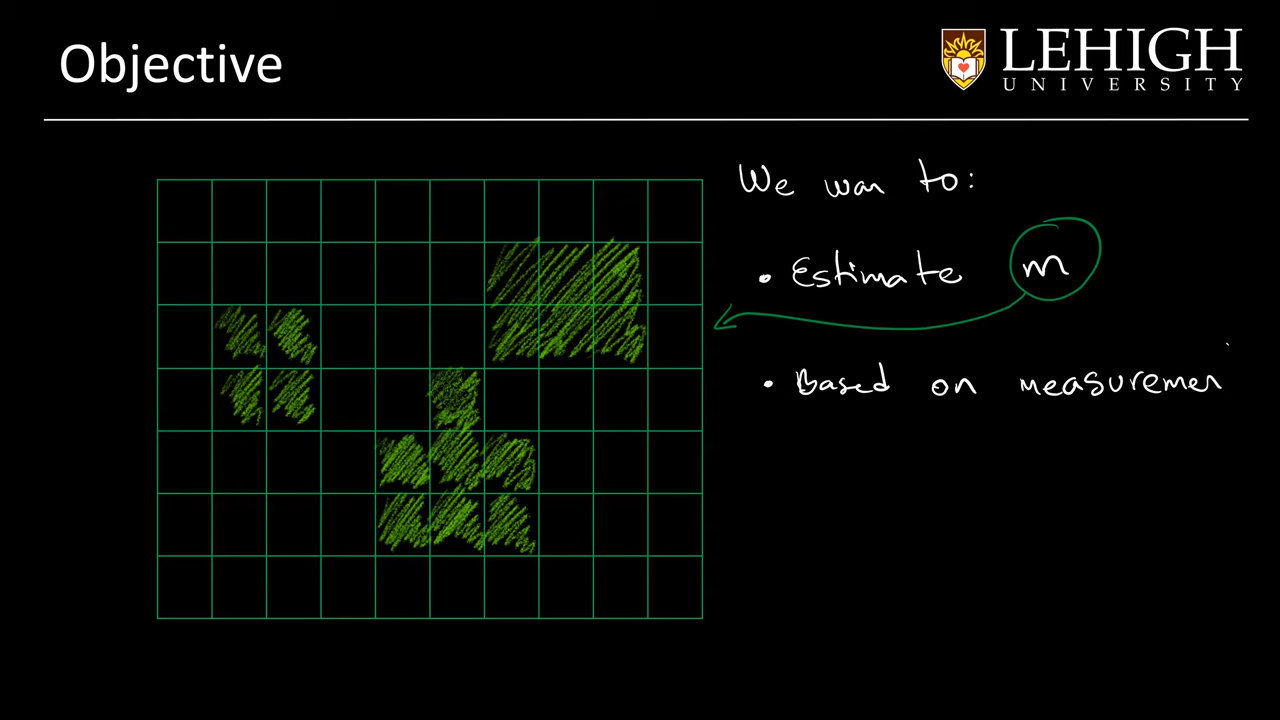 Objective
LEHIGH
UNIVERSITY
We wan to:
• Estimate m
• Based on measuremen